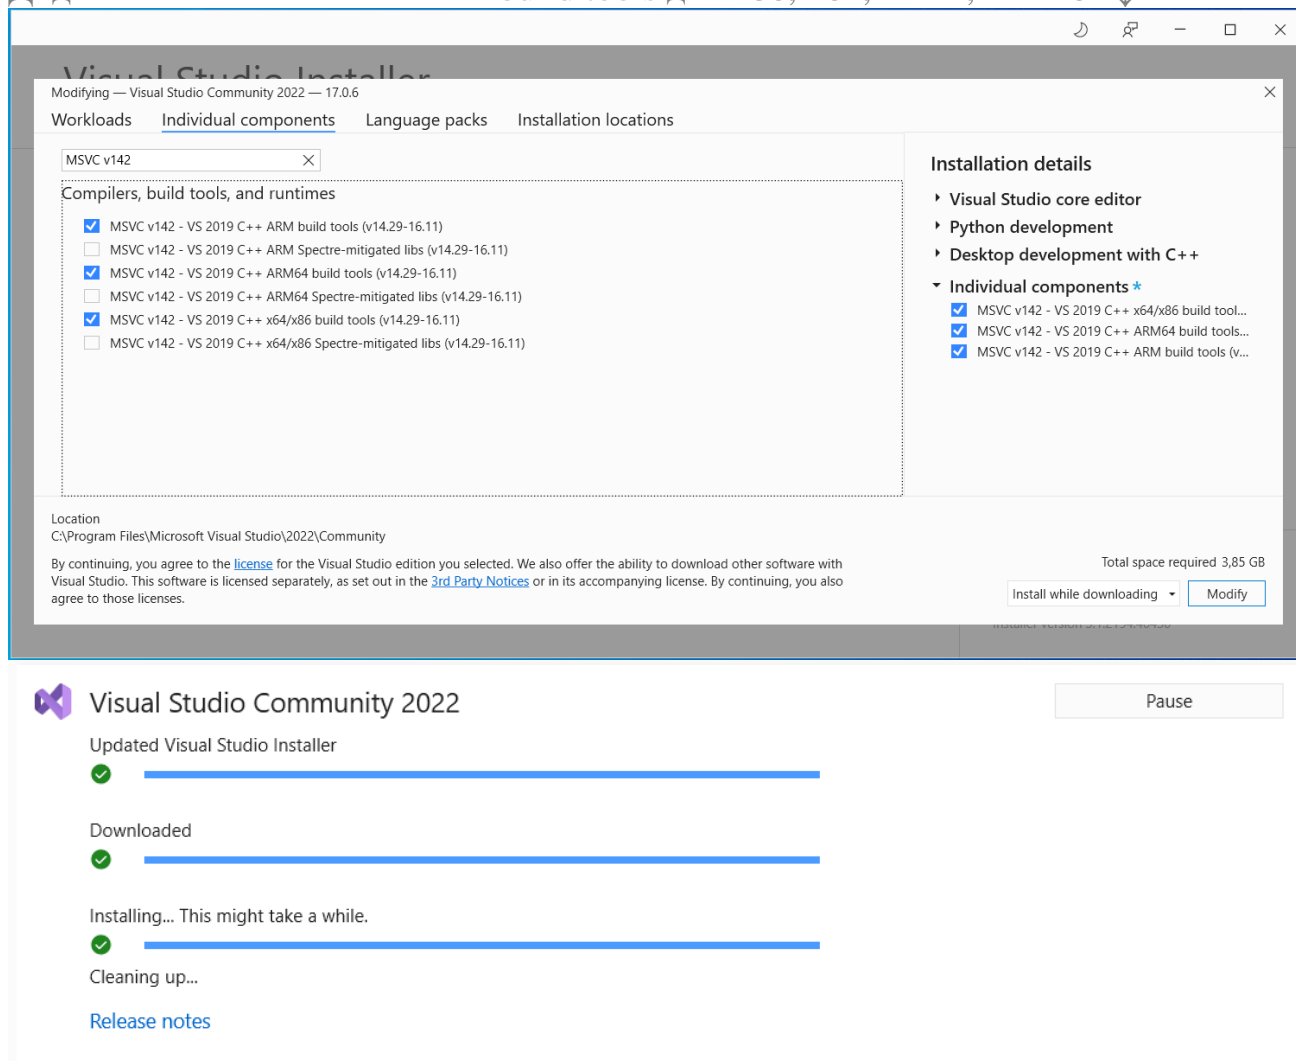 Visual Studio Installer
Modifying — Visual Studio Community 2022 — 17.0.6
Workloads Individual components Language packs Installation locations
MSVC v142
Compilers, build tools, and runtimes
MSVC v142 - VS 2019 C++ ARM build tools (v14.29-16.11)
MSVC v142 - VS 2019 C++ ARM Spectre-mitigated libs (v14.29-16.11)
MSVC v142 - VS 2019 C++ ARM64 build tools (v14.29-16.11)
MSVC v142 - VS 2019 C++ ARM64 Spectre-mitigated libs (v14.29-16.11)
MSVC v142 - VS 2019 C++ x64/x86 build tools (v14.29-16.11)
MSVC v142 - VS 2019 C++ x64/x86 Spectre-mitigated libs (v14.29-16.11)
Installation details
Visual Studio core editor
Python development
Desktop development with C++
Individual components *
MSVC v142 - VS 2019 C++ x64/x86 build tool...
MSVC v142 - VS 2019 C++ ARM64 build tools...
MSVC v142 - VS 2019 C++ ARM build tools (v...
Location
C:\Program Files\Microsoft Visual Studio\2022\Community
By continuing, you agree to the license for the Visual Studio edition you selected. We also offer the ability to download other software with
Visual Studio. This software is licensed separately, as set out in the 3rd Party Notices or in its accompanying license. By continuing, you also
agree to those licenses.
Total space required 3,85 GB
Install while downloading Modify
Visual Studio Community 2022
Pause
Updated Visual Studio Installer
Downloaded
Installing... This might take a while.
Cleaning up...
Release notes